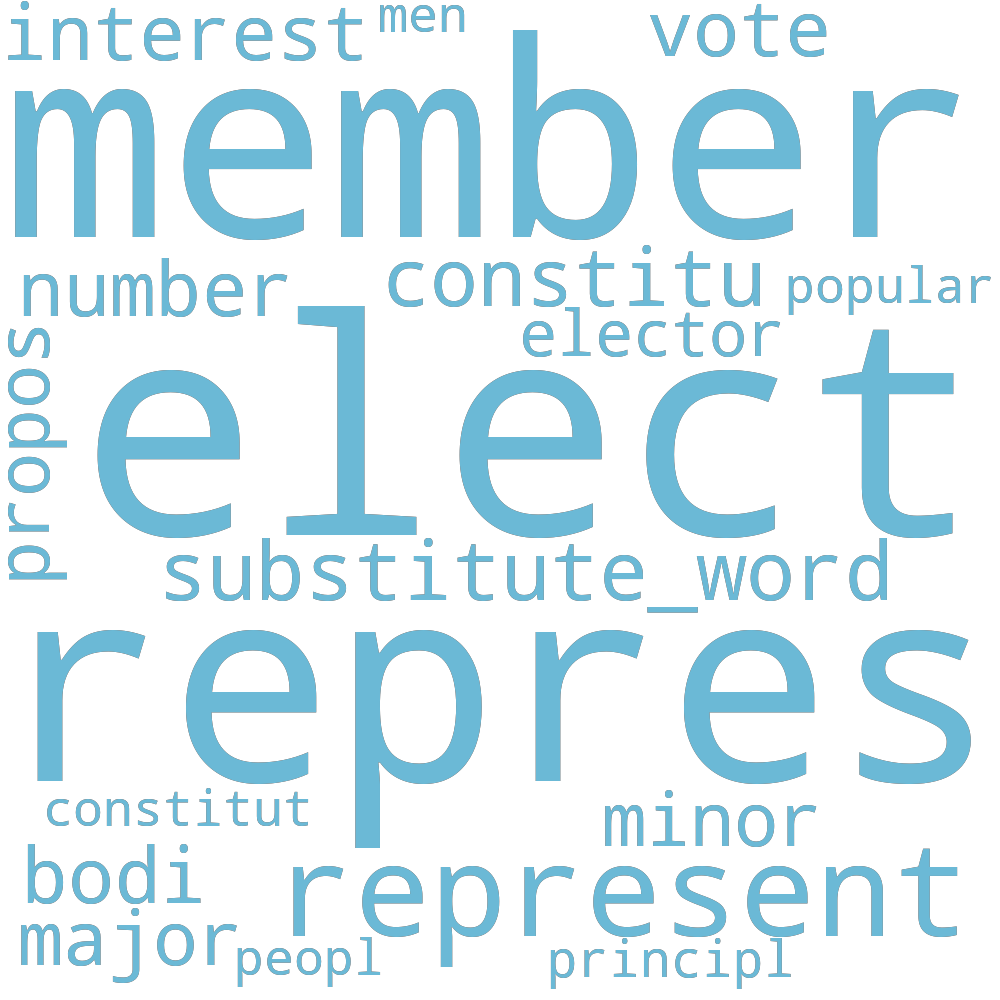 interest
men
vote
member
number
constitu
popular
elector
propos
elect
substitute_word
repres
constitut
minor
bodi
represent
major
peopl
principl